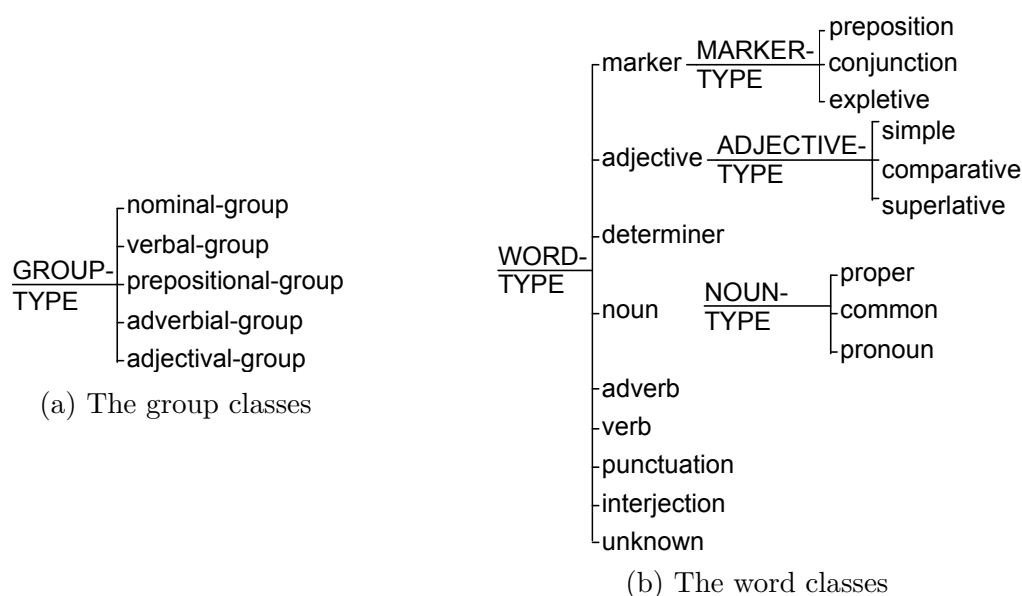 GROUP-
TYPE
nominal-group
verbal-group
prepositional-group
adverbial-group
adjectival-group
(a) The group classes
WORD-
TYPE
marker
MARKER-
TYPE
preposition
conjunction
expletive
adjective
ADJECTIVE-
TYPE
simple
comparative
superlative
determiner
noun
NOUN-
TYPE
proper
common
pronoun
adverb
verb
punctuation
interjection
unknown
(b) The word classes